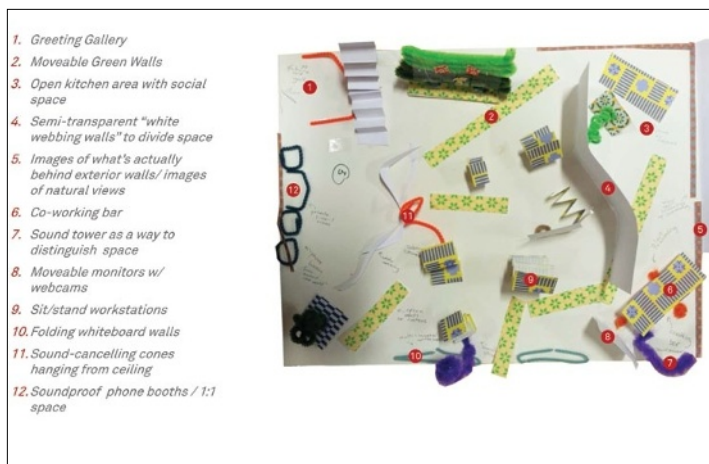 1. Greeting Gallery
2. Moveable Green Walls
3. Open kitchen area with social
space
4. Semi-transparent “white
webbing walls” to divide space
5. Images of what’s actually
behind exterior walls/ images
of natural views
6. Co-working bar
7. Sound tower as a way to
distinguish space
8. Moveable monitors w/
webcams
9. Sit/stand workstations
10. Folding whiteboard walls
11. Sound-cancelling cones
hanging from ceiling
12. Soundproof phone booths / 1:1
space
1
2
3
4
12
11
5
9
6
8
10
7